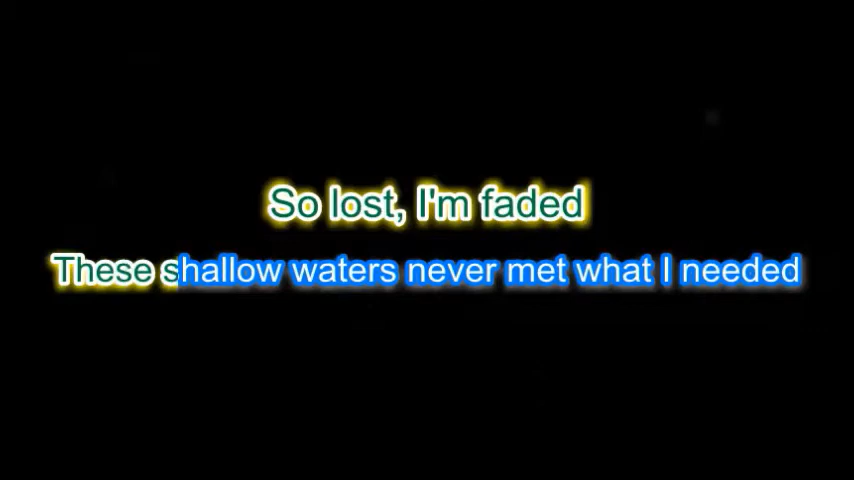 So lost, I'm faded
These shallow waters never met what I needed